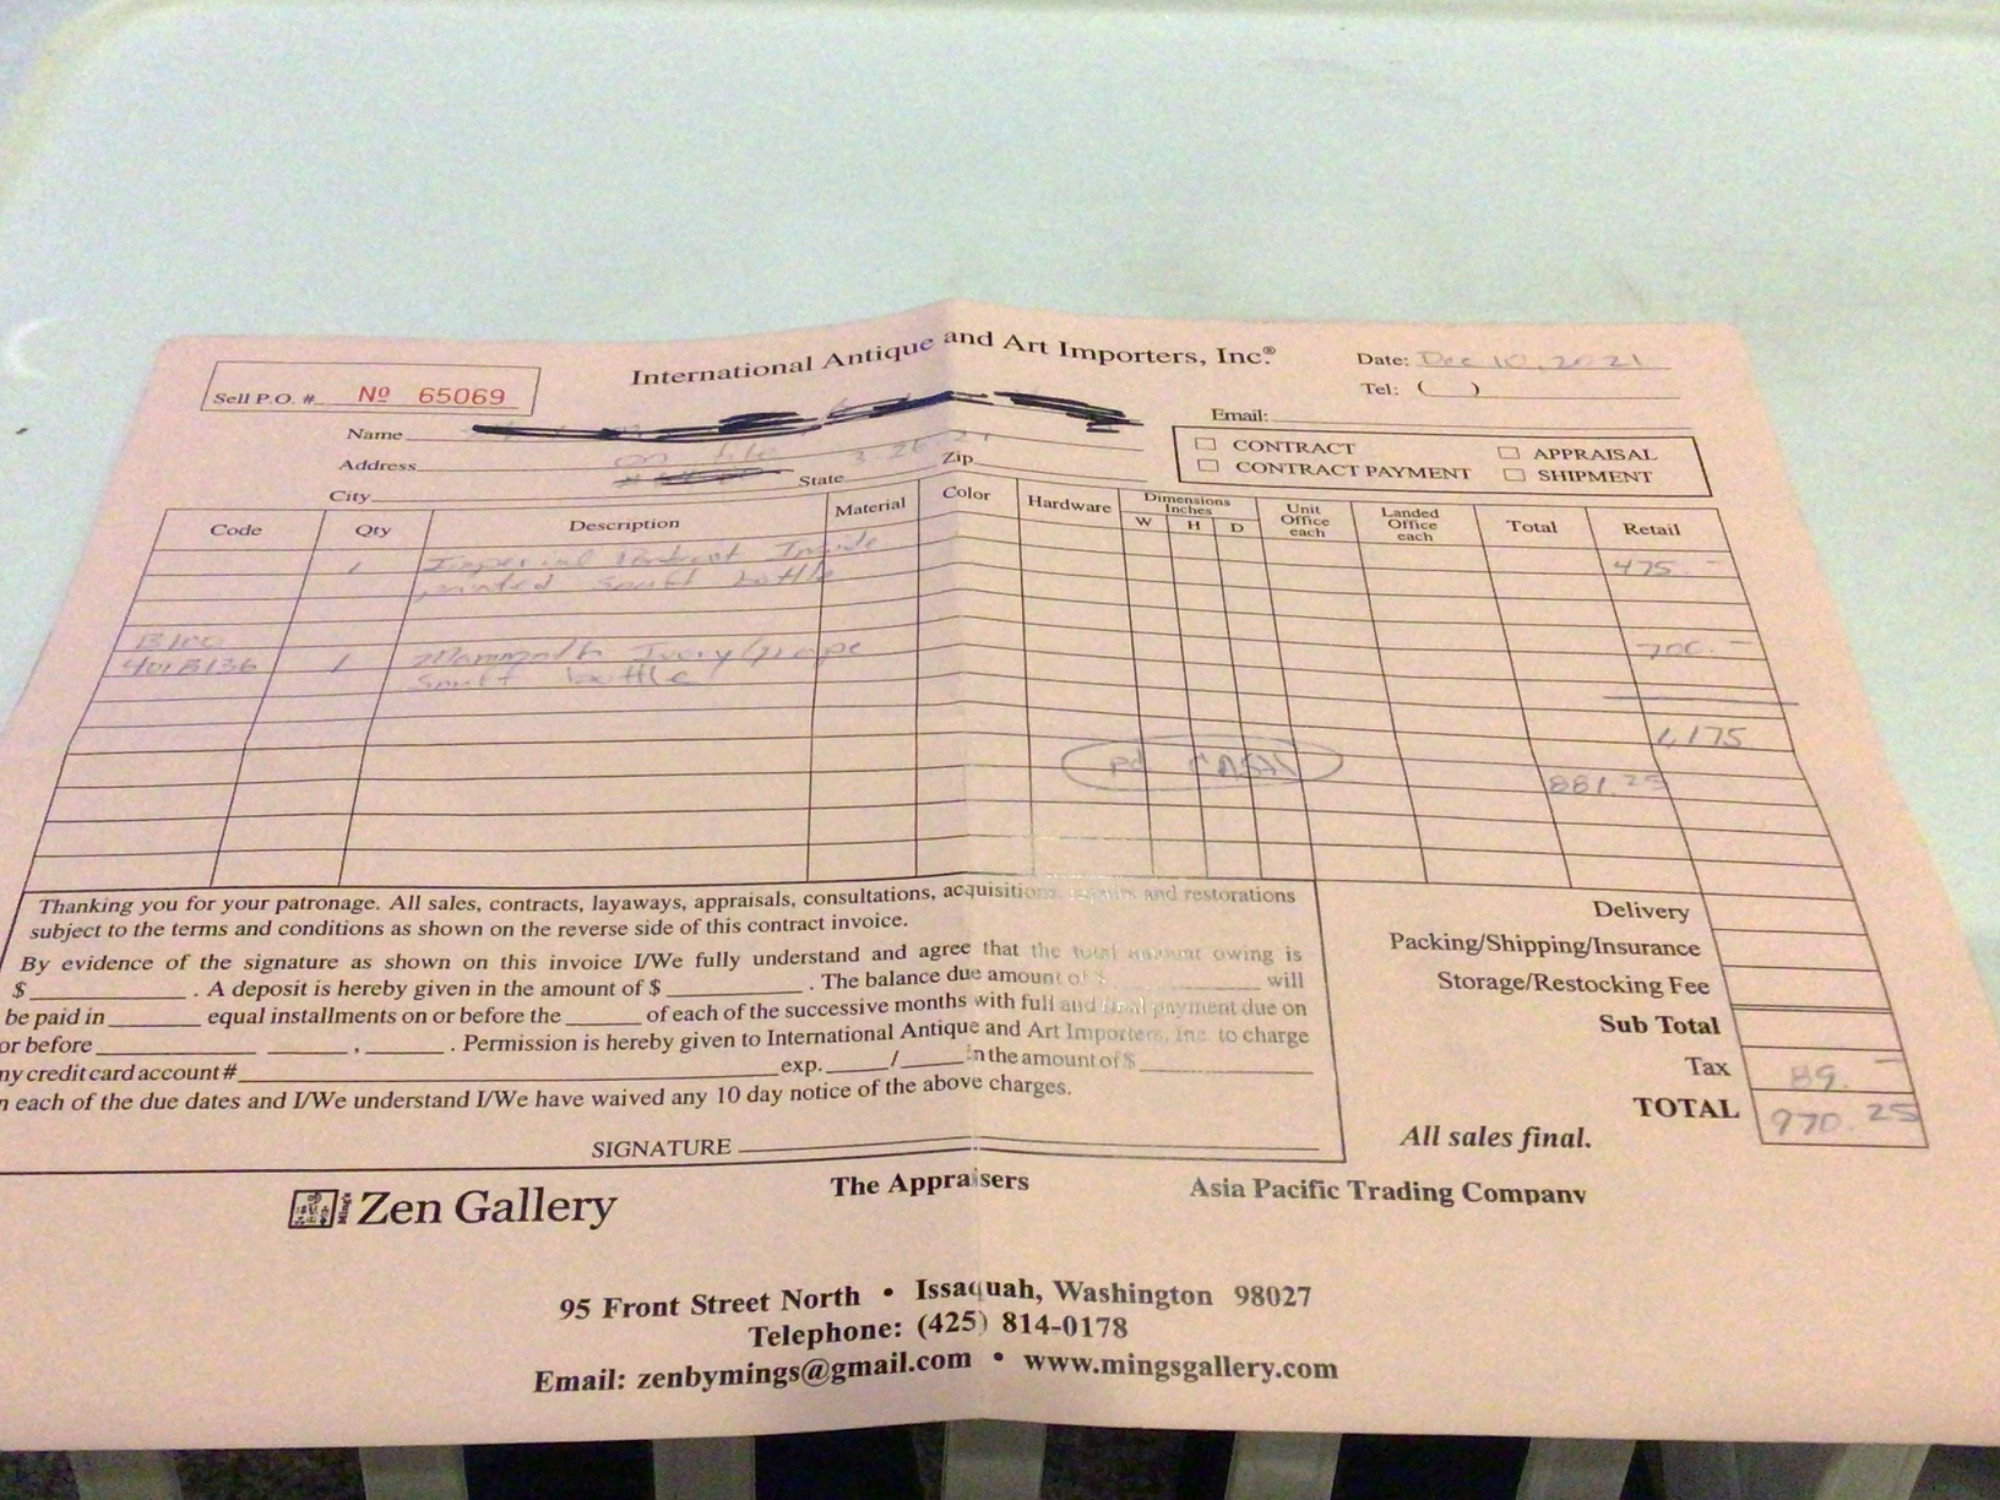 International Antique and Art Importers, Inc.®
Date: Dec 10, 2021
Sell P.O. # Nº 65069
Tel: ( )
Email:
Name
Address on file 3.26.21
City State Zip
CONTRACT APPRAISAL
CONTRACT PAYMENT SHIPMENT
Code Qty Description Material Color Hardware Dimensions Inches W H D Unit Office each Landed Office each Total Retail
1 Imperial Portrait Inside 475.-
painted snuff bottle
B100
401B136 1 Mammoth Ivory Grape 700.-
Snuff bottle
1,175
pd CASH 881.25
Thanking you for your patronage. All sales, contracts, layaways, appraisals, consultations, acquisitions, repairs and restorations
subject to the terms and conditions as shown on the reverse side of this contract invoice.
By evidence of the signature as shown on this invoice I/We fully understand and agree that the total amount owing is
$ . A deposit is hereby given in the amount of $ . The balance due amount of $ will
be paid in equal installments on or before the of each of the successive months with full and final payment due on
or before , . Permission is hereby given to International Antique and Art Importers, Inc. to charge
my credit card account # exp. / in the amount of $
n each of the due dates and I/We understand I/We have waived any 10 day notice of the above charges.
SIGNATURE
Delivery
Packing/Shipping/Insurance
Storage/Restocking Fee
Sub Total
Tax 89.-
TOTAL 970.25
All sales final.
Zen Gallery The Appraisers Asia Pacific Trading Company
95 Front Street North • Issaquah, Washington 98027
Telephone: (425) 814-0178
Email: zenbymings@gmail.com • www.mingsgallery.com